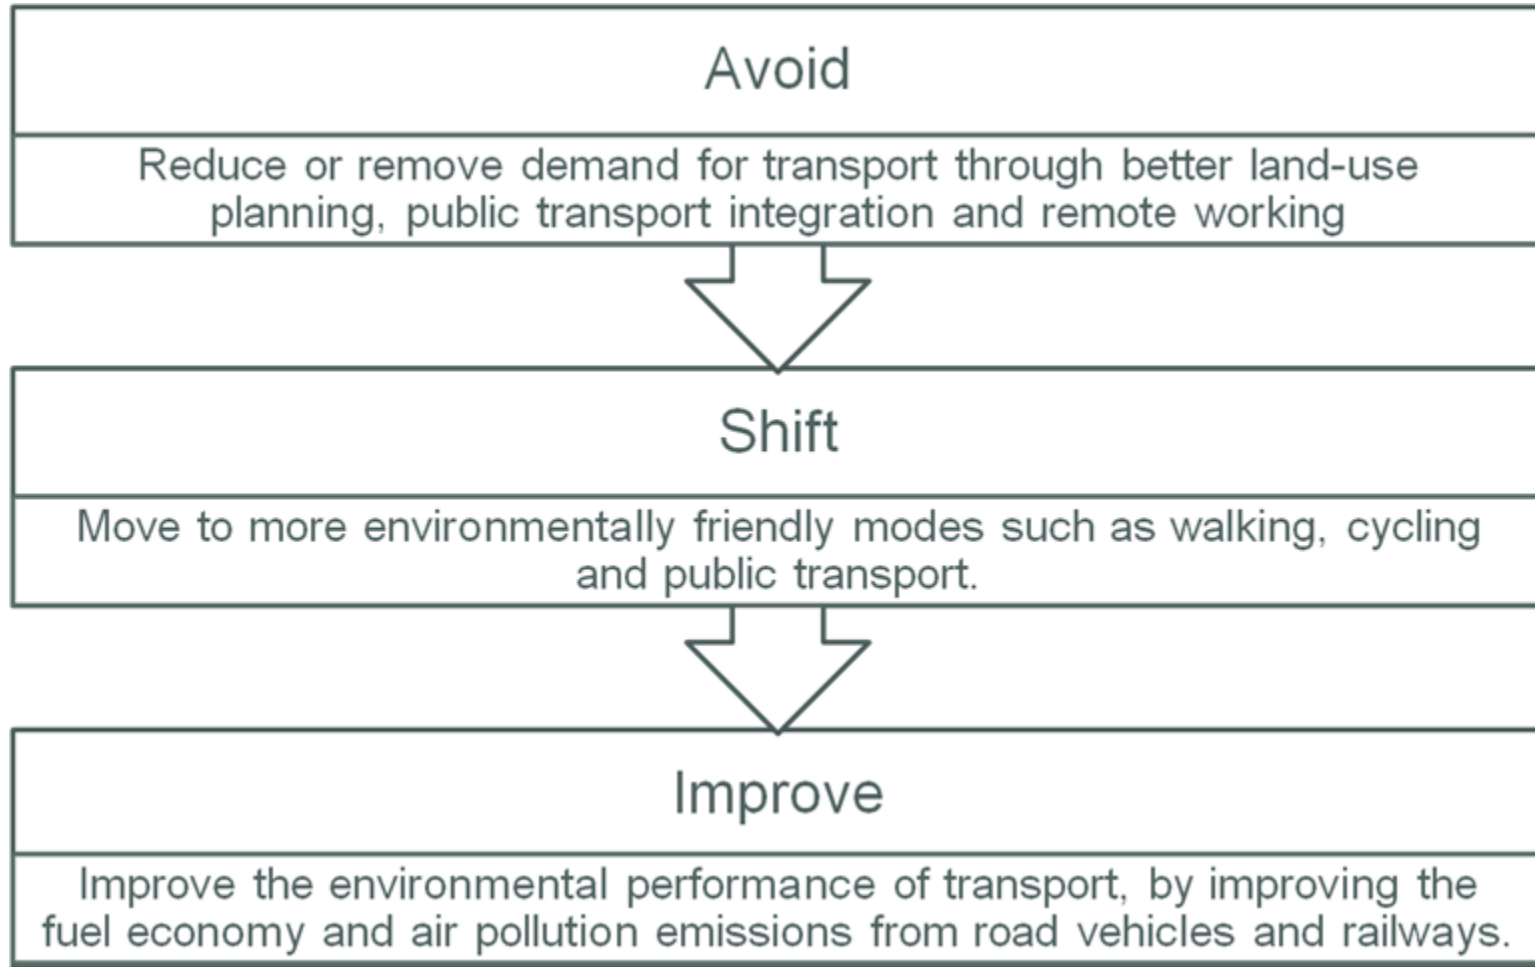 Avoid
Reduce or remove demand for transport through better land-use
planning, public transport integration and remote working
Shift
Move to more environmentally friendly modes such as walking, cycling
and public transport.
Improve
Improve the environmental performance of transport, by improving the
fuel economy and air pollution emissions from road vehicles and railways.